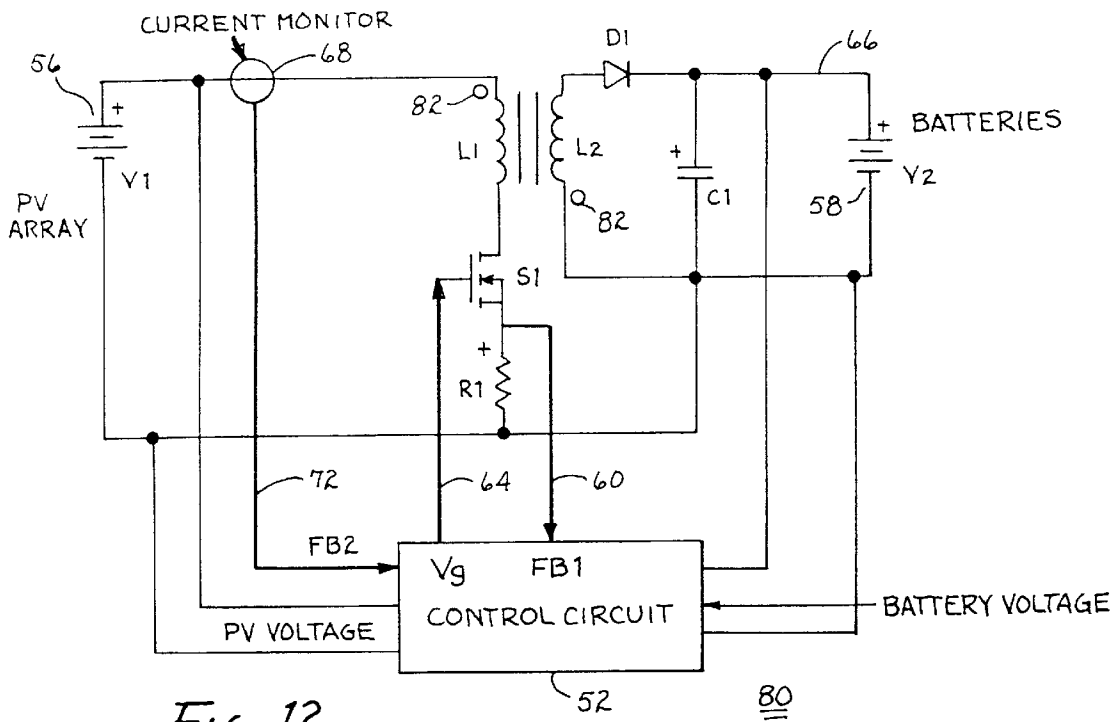 CURRENT MONITOR
68
56
+
V1
PV
ARRAY
82
L1
L2
82
D1
66
+
C1
+
BATTERIES
V2
58
S1
+
R1
72
64
60
FB2
Vg
FB1
CONTROL CIRCUIT
PV VOLTAGE
BATTERY VOLTAGE
52
80
Fig. 12